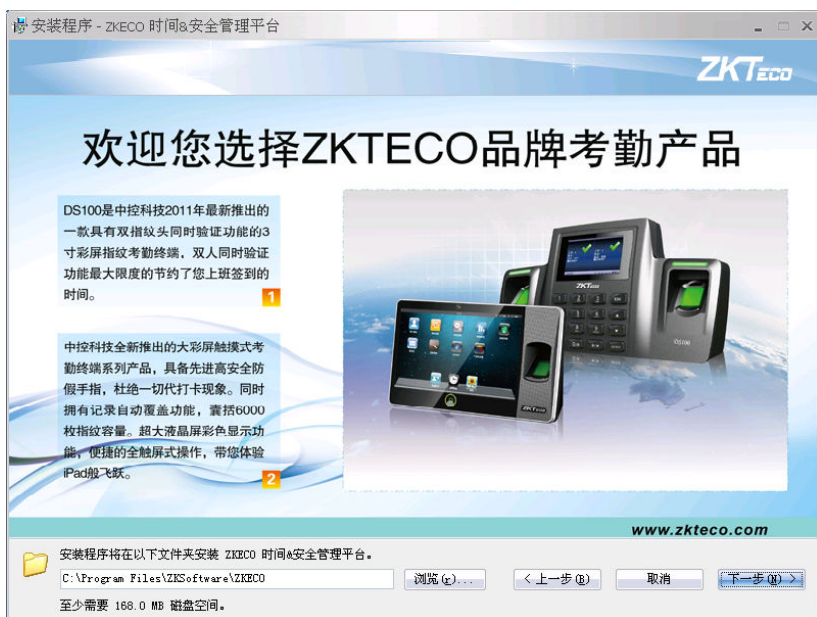 安装程序 - ZKECO 时间&安全管理平台
ZKTECO
欢迎您选择ZKTECO品牌考勤产品
DS100是中控科技2011年最新推出的
一款具有双指纹头同时验证功能的3
寸彩屏指纹考勤终端，双人同时验证
功能最大限度的节约了您上班签到的
时间。
1
中控科技全新推出的大彩屏触摸式考
勤终端系列产品，具备先进高安全防
假手指，杜绝一切代打卡现象。同时
拥有记录自动覆盖功能，囊括6000
枚指纹容量。超大液晶屏彩色显示功
能，便捷的全触屏式操作，带您体验
iPad般飞跃。
2
ZKTECO
DS100
ZKTECO
www.zkteco.com
安装程序将在以下文件夹安装 ZKECO 时间&安全管理平台。
C:\Program Files\ZKSoftware\ZKECO
浏览(r)...
< 上一步(B)
取消
下一步(N) >
至少需要 168.0 MB 磁盘空间。